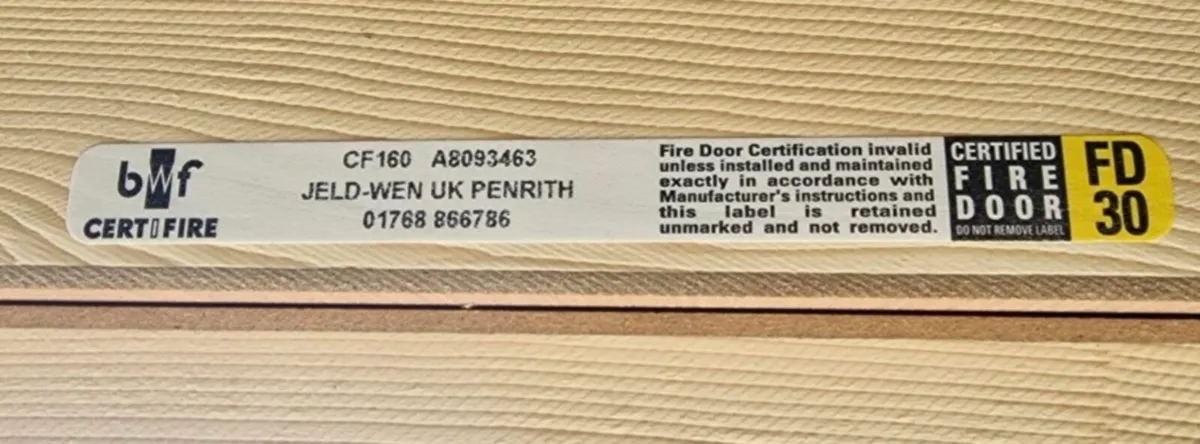 bwf
CERTIFIRE
CF160 A8093463
JELD-WEN UK PENRITH
01768 866786
Fire Door Certification invalid
unless installed and maintained
exactly in accordance with
Manufacturer's instructions and
this label is retained
unmarked and not removed.
CERTIFIED
FIRE
DOOR
DO NOT REMOVE LABEL
FD
30